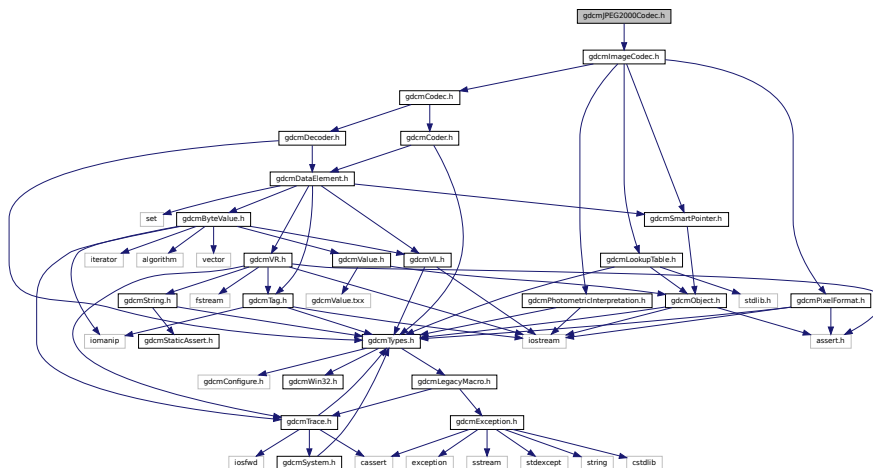 gdcmJPEG2000Codec.h
gdcmImageCodec.h
gdcmCodec.h
gdcmDecoder.h
gdcmCoder.h
gdcmDataElement.h
set
gdcmByteValue.h
gdcmSmartPointer.h
iterator
algorithm
vector
gdcmVR.h
gdcmValue.h
gdcmVL.h
gdcmLookupTable.h
gdcmString.h
fstream
gdcmTag.h
gdcmValue.txx
gdcmPhotometricInterpretation.h
gdcmObject.h
stdlib.h
gdcmPixelFormat.h
iomanip
gdcmStaticAssert.h
gdcmTypes.h
iostream
assert.h
gdcmConfigure.h
gdcmWin32.h
gdcmLegacyMacro.h
gdcmTrace.h
gdcmException.h
iosfwd
gdcmSystem.h
cassert
exception
sstream
stdexcept
string
cstdlib